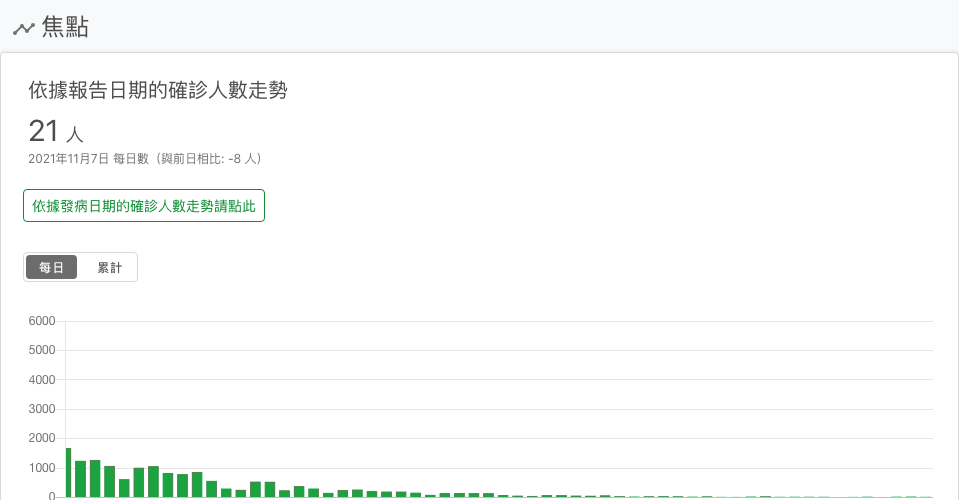 焦點
依據報告日期的確診人數走勢
21 人
2021年11月7日 每日數（與前日相比: -8 人）
依據發病日期的確診人數走勢請點此
每日 累計
6000
5000
4000
3000
2000
1000
0